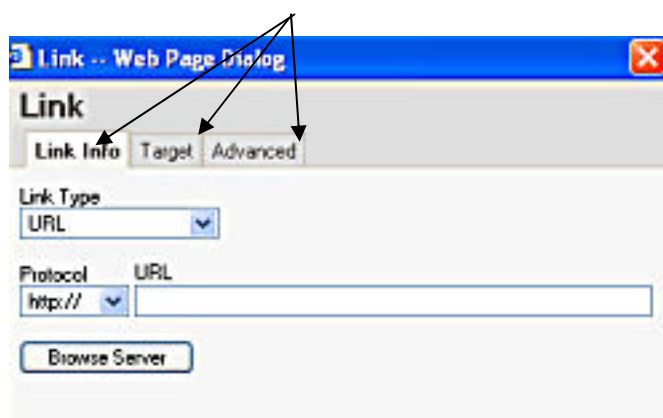 Link -- Web Page Dialog
Link
Link Info Target Advanced
Link Type
URL
Protocol URL
http://
Browse Server